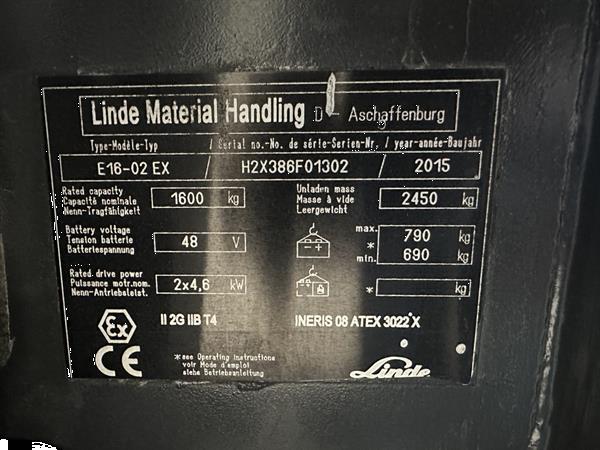 Linde Material Handling D - Aschaffenburg
Type-Modèle-Typ / Serial no.-No. de série-Serien-Nr. / year-année-Baujahr
E16-02 EX / H2X386F01302 / 2015
Rated capacity
Capacité nominale
Nenn-Tragfähigkeit
1600 kg
Unladen mass
Masse à vide
Leergewicht
2450 kg
Battery voltage
Tension batterie
Batteriespannung
48 V
max. 790 kg
*
min. 690 kg
Rated drive power
Puissance motr.nom.
Nenn-Antriebsleist.
2x4,6 kW
* kg
Ex
II 2G IIB T4
INERIS 08 ATEX 3022 X
CE
*see Operating Instructions
voir Mode d'emploi
siehe Betriebsanleitung
Linde